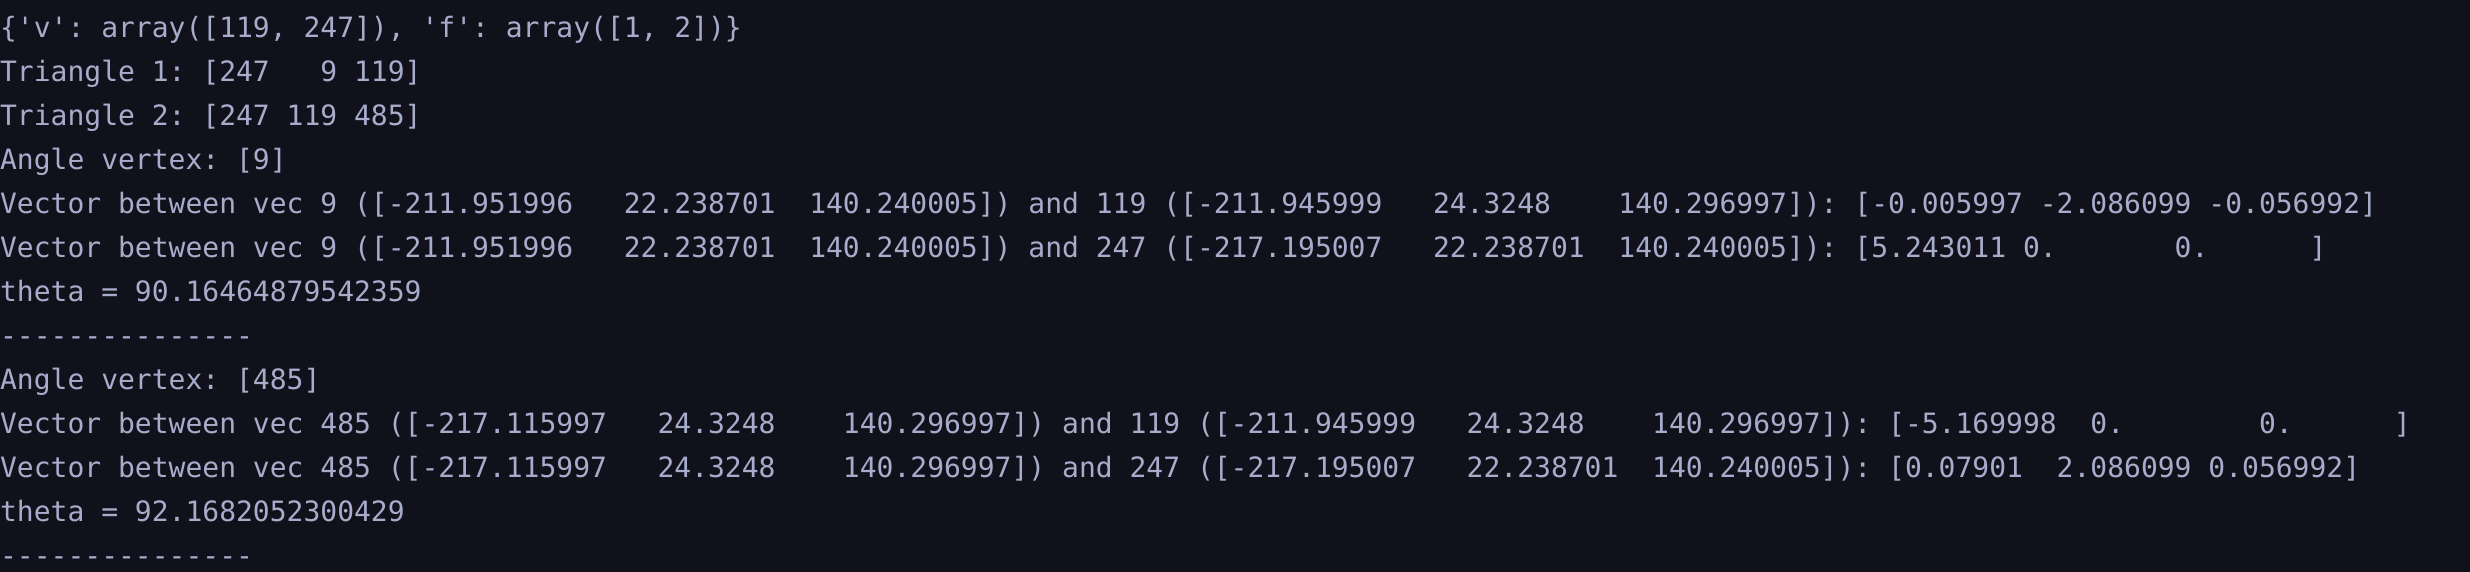 {'v': array([119, 247]), 'f': array([1, 2])}
Triangle 1: [247   9 119]
Triangle 2: [247 119 485]
Angle vertex: [9]
Vector between vec 9 ([-211.951996   22.238701  140.240005]) and 119 ([-211.945999   24.3248    140.296997]): [-0.005997 -2.086099 -0.056992]
Vector between vec 9 ([-211.951996   22.238701  140.240005]) and 247 ([-217.195007   22.238701  140.240005]): [5.243011 0.       0.      ]
theta = 90.16464879542359
---------------
Angle vertex: [485]
Vector between vec 485 ([-217.115997   24.3248    140.296997]) and 119 ([-211.945999   24.3248    140.296997]): [-5.169998  0.        0.      ]
Vector between vec 485 ([-217.115997   24.3248    140.296997]) and 247 ([-217.195007   22.238701  140.240005]): [0.07901  2.086099 0.056992]
theta = 92.1682052300429
---------------